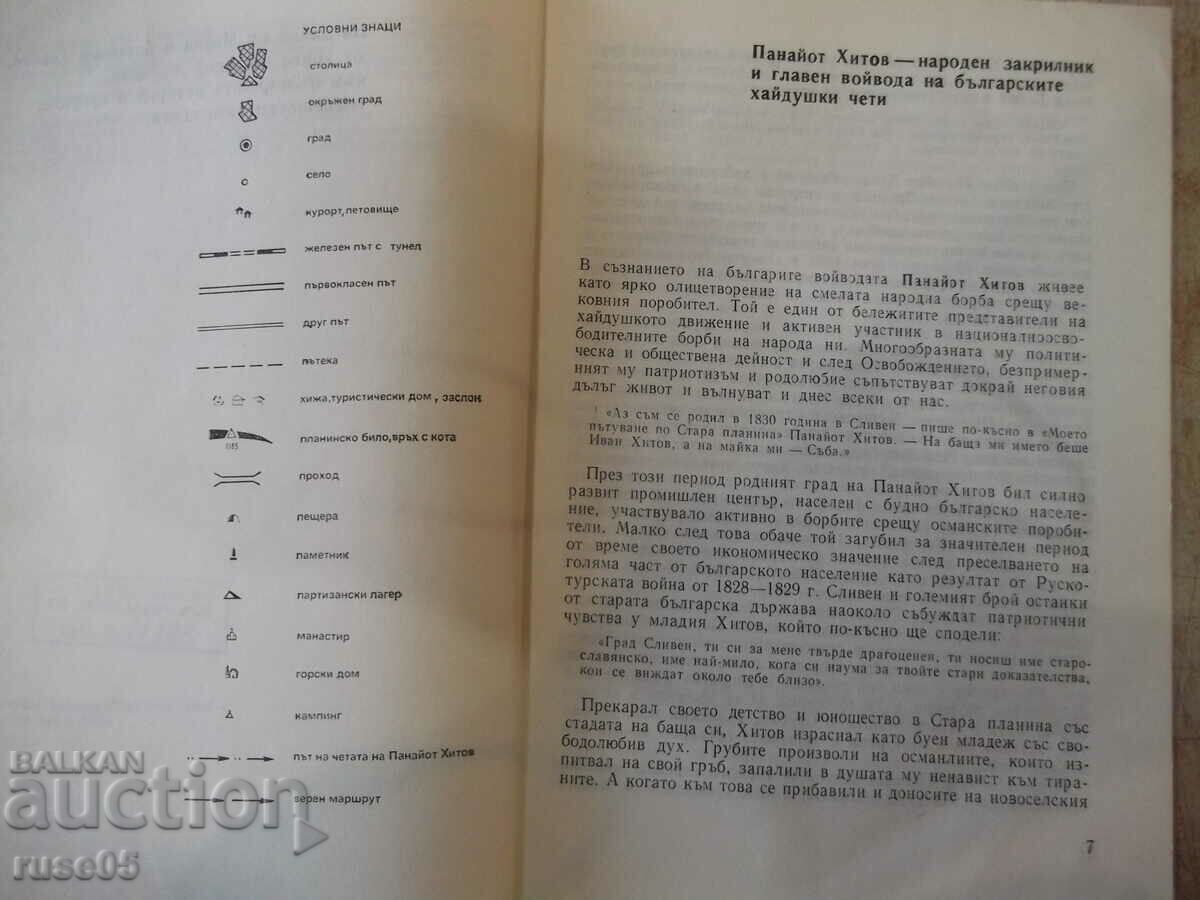 УСЛОВНИ ЗНАЦИ
столица
окръжен град
град
село
курорт, летовище
железен път с тунел
първокласен път
друг път
пътека
хижа, туристически дом, заслон
планинско било, връх с кота
1185
проход
пещера
паметник
партизански лагер
манастир
горски дом
кампинг
път на четата на Панайот Хитов
верен маршрут
Панайот Хитов — народен закрилник
и главен войвода на българските
хайдушки чети
В съзнанието на българите войводата Панайот Хитов живее
като ярко олицетворение на смелата народна борба срещу ве-
ковния поробител. Той е един от бележитите представители на
хайдушкото движение и активен участник в националноосво-
бодителните борби на народа ни. Многообразната му полити-
ческа и обществена дейност и след Освобождението, безпример-
ният му патриотизъм и родолюбие съпътствуват докрай неговия
дълъг живот и вълнуват и днес всеки от нас.
«Аз съм се родил в 1830 година в Сливен — пише по-късно в «Моето
пътуване по Стара планина» Панайот Хитов. — На баща ми името беше
Иван Хитов, а на майка ми — Съба.»
През този период родният град на Панайот Хитов бил силно
развит промишлен център, населен с будно българско населе-
ние, участвувало активно в борбите срещу османските пороби-
тели. Малко след това обаче той загубил за значителен период
от време своето икономическо значение след преселването на
голяма част от българското население като резултат от Руско-
турската война от 1828—1829 г. Сливен и големият брой останки
от старата българска държава наоколо събуждат патриотични
чувства у младия Хитов, който по-късно ще сподели:
«Град Сливен, ти си за мене твърде драгоценен, ти носиш име старо-
славянско, име най-мило, кога си наума за твойте стари доказателства,
кои се виждат около тебе близо».
Прекарал своето детство и юношество в Стара планина със
стадата на баща си, Хитов израснал като буен младеж със сво-
бодолюбив дух. Грубите произволи на османлиите, които из-
питвал на свой гръб, запалили в душата му ненавист към тира-
ните. А когато към това се прибавили и доносите на новоселския
7
BALKAN
auction
ruse05